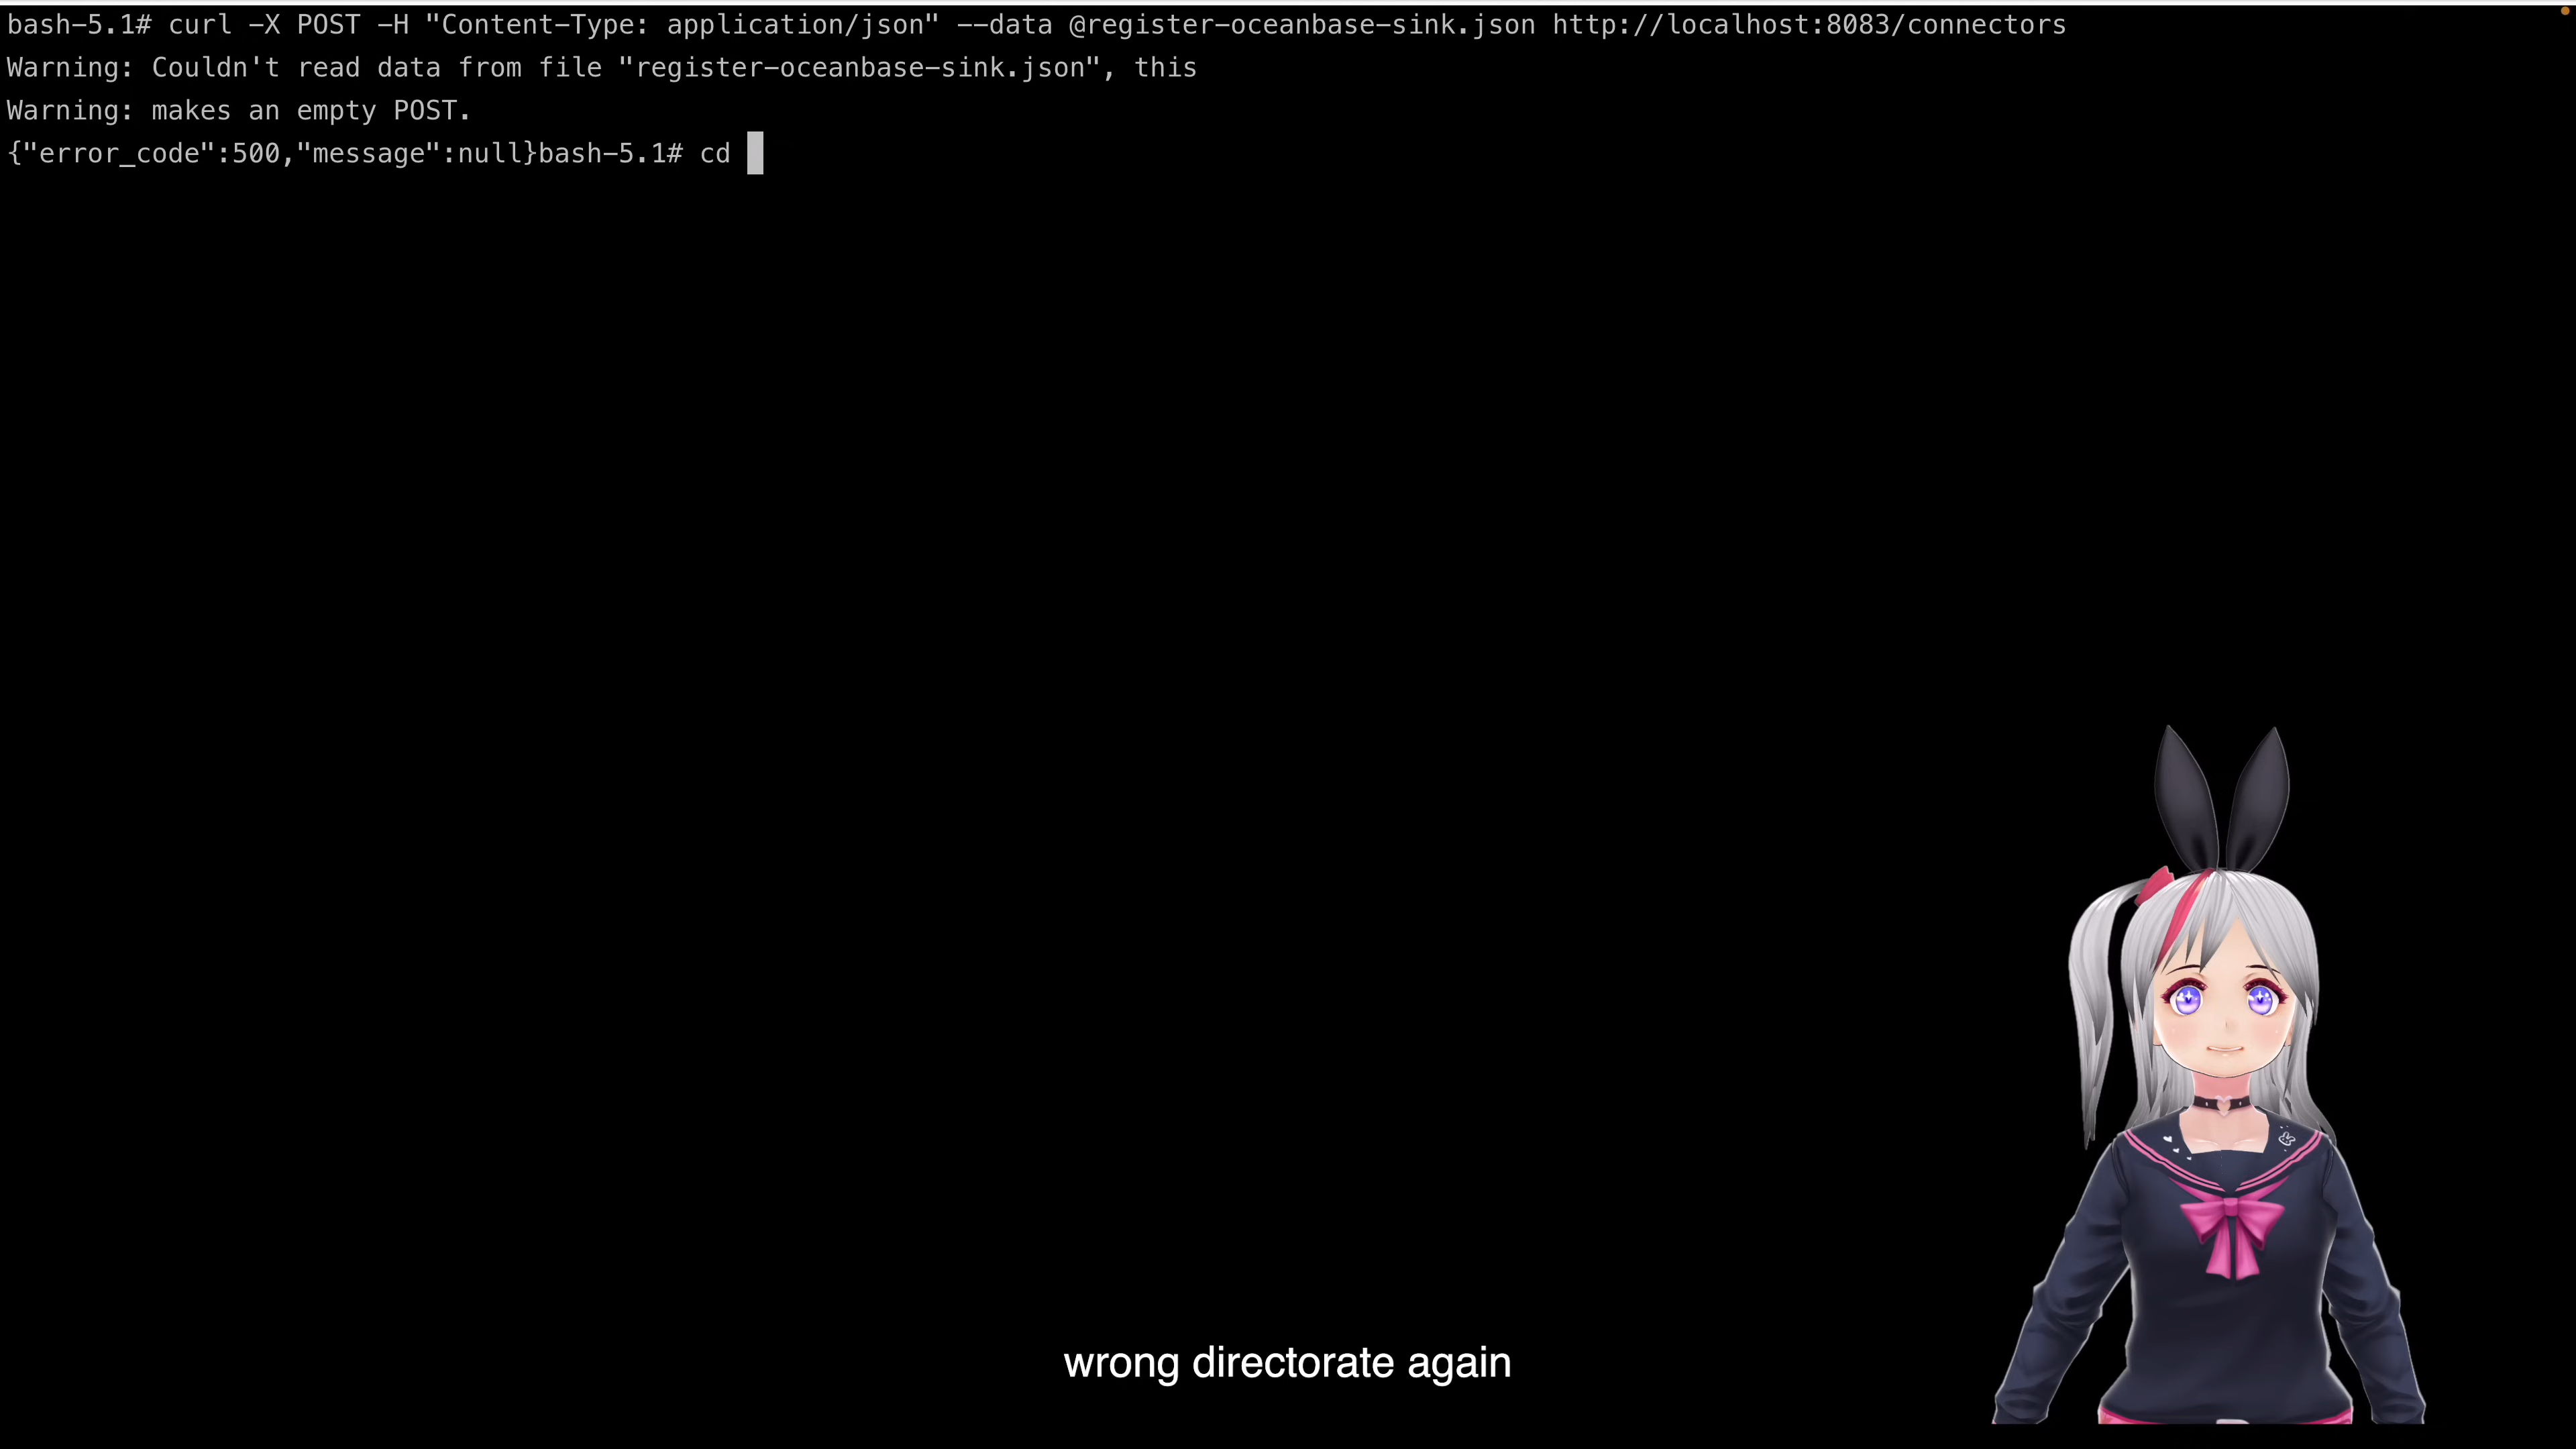 bash-5.1# curl -X POST -H "Content-Type: application/json" --data @register-oceanbase-sink.json http://localhost:8083/connectors
Warning: Couldn't read data from file "register-oceanbase-sink.json", this
Warning: makes an empty POST.
{"error_code":500,"message":null}bash-5.1# cd
wrong directorate again